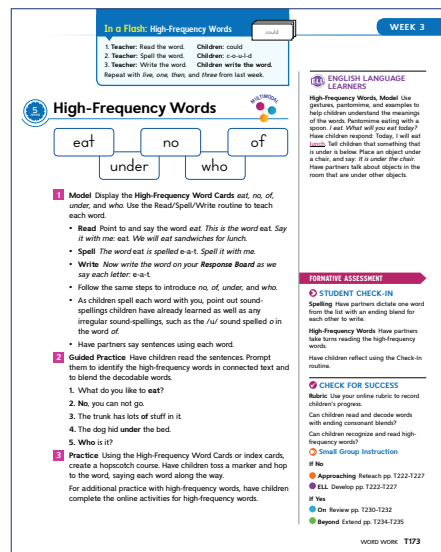 In a Flash: High-Frequency Words
1. Teacher: Read the word. Children: could
2. Teacher: Spell the word. Children: c-o-u-l-d
3. Teacher: Write the word. Children write the word.
Repeat with live, one, then, and three from last week.
could
WEEK 3
5
High-Frequency Words
MULTIMODAL
eat
no
of
under
who
1 Model Display the High-Frequency Word Cards eat, no, of,
under, and who. Use the Read/Spell/Write routine to teach
each word.
• Read Point to and say the word eat. This is the word eat. Say
it with me: eat. We will eat sandwiches for lunch.
• Spell The word eat is spelled e-a-t. Spell it with me.
• Write Now write the word on your Response Board as we
say each letter: e-a-t.
• Follow the same steps to introduce no, of, under, and who.
• As children spell each word with you, point out sound-
spellings children have already learned as well as any
irregular sound-spellings, such as the /u/ sound spelled o in
the word of.
• Have partners say sentences using each word.
2 Guided Practice Have children read the sentences. Prompt
them to identify the high-frequency words in connected text and
to blend the decodable words.
1. What do you like to eat?
2. No, you can not go.
3. The trunk has lots of stuff in it.
4. The dog hid under the bed.
5. Who is it?
3 Practice Using the High-Frequency Word Cards or index cards,
create a hopscotch course. Have children toss a marker and hop
to the word, saying each word along the way.
For additional practice with high-frequency words, have children
complete the online activities for high-frequency words.
ENGLISH LANGUAGE
LEARNERS
High-Frequency Words, Model Use
gestures, pantomime, and examples to
help children understand the meanings
of the words. Pantomime eating with a
spoon. I eat. What will you eat today?
Have children respond: Today, I will eat
lunch. Tell children that something that
is under is below. Place an object under
a chair, and say: It is under the chair.
Have partners talk about objects in the
room that are under other objects.
FORMATIVE ASSESSMENT
STUDENT CHECK-IN
Spelling Have partners dictate one word
from the list with an ending blend for
each other to write.
High-Frequency Words Have partners
take turns reading the high-frequency
words.
Have children reflect using the Check-In
routine.
CHECK FOR SUCCESS
Rubric Use your online rubric to record
children's progress.
Can children read and decode words
with ending consonant blends?
Can children recognize and read high-
frequency words?
Small Group Instruction
If No
Approaching Reteach pp. T222-T227
ELL Develop pp. T222-T227
If Yes
On Review pp. T230-T232
Beyond Extend pp. T234-T235
WORD WORK T173